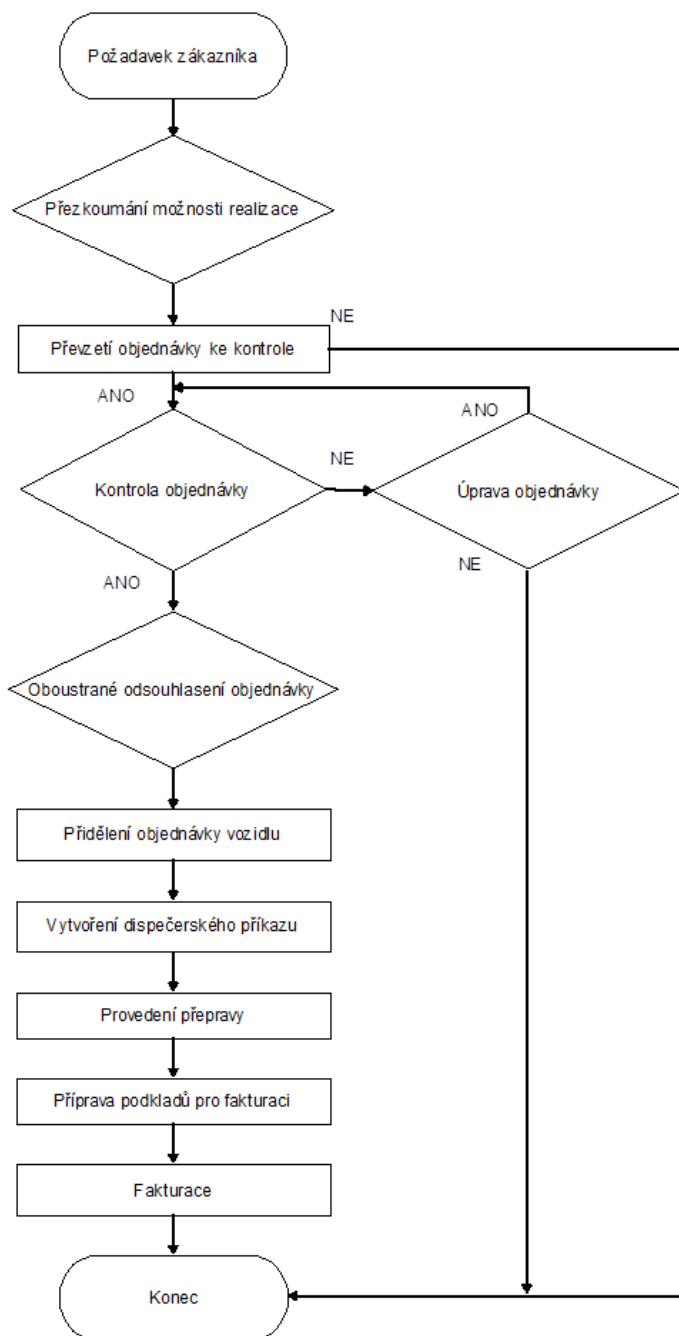 Požadavek zákazníka
Přezkoumání možnosti realizace
NE
Převzetí objednávky ke kontrole
ANO
ANO
NE
Kontrola objednávky
Úprava objednávky
NE
ANO
Oboustrané odsouhlasení objednávky
Přidělení objednávky vozidlu
Vytvoření dispečerského příkazu
Provedení přepravy
Příprava podkladů pro fakturaci
Fakturace
Konec